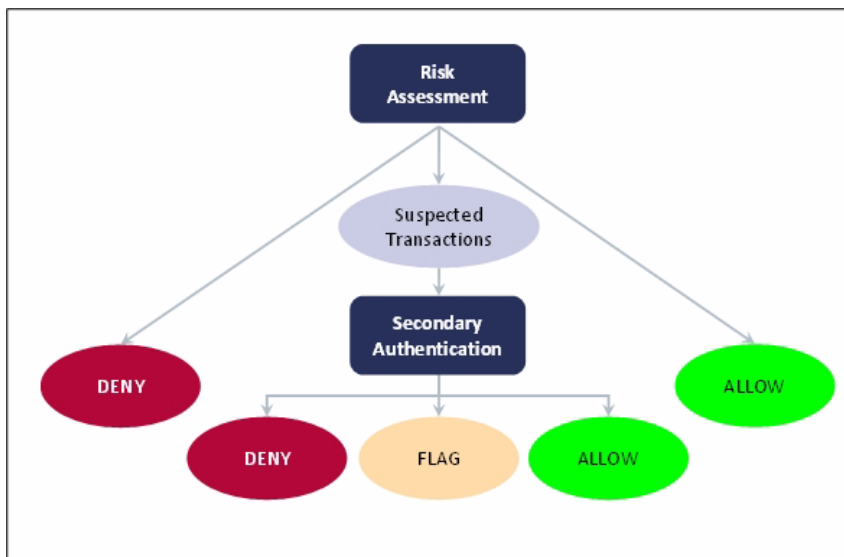 Risk
Assessment
Suspected
Transactions
Secondary
Authentication
DENY
ALLOW
DENY
FLAG
ALLOW